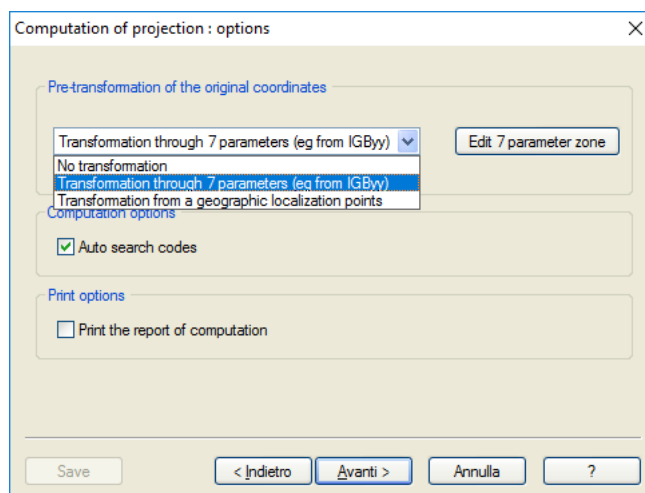 Computation of projection : options
Pre-transformation of the original coordinates
Transformation through 7 parameters (eg from IGByy)
Edit 7 parameter zone
No transformation
Transformation through 7 parameters (eg from IGByy)
Transformation from a geographic localization points
Computation options
Auto search codes
Print options
Print the report of computation
Save
< Indietro
Avanti >
Annulla
?